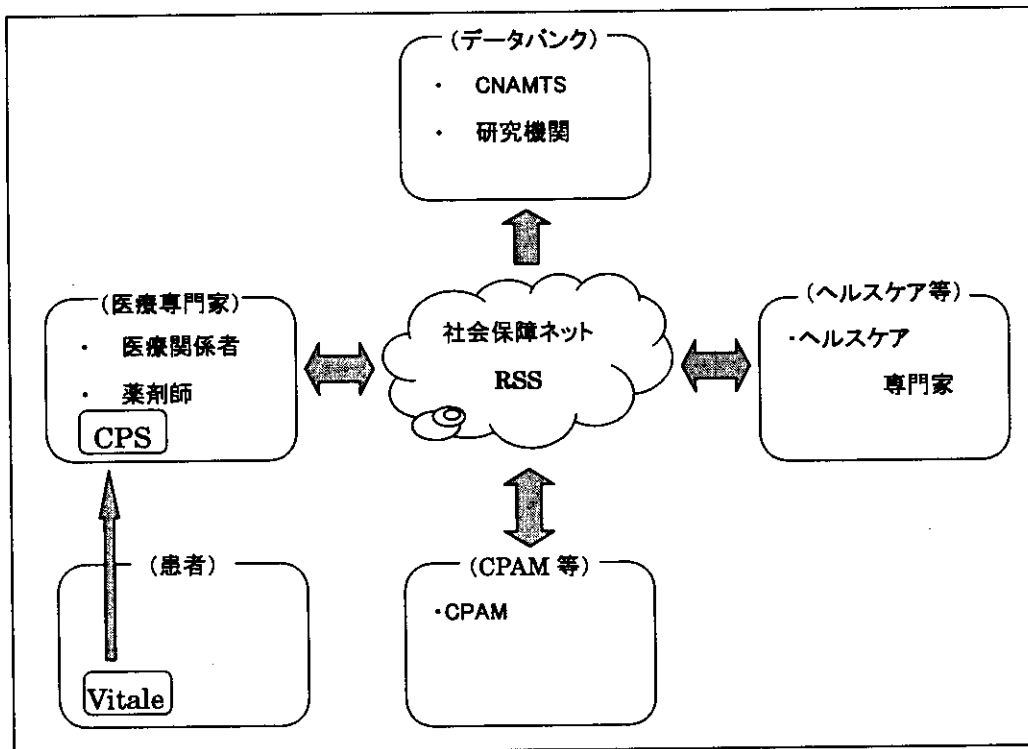 (データバンク)
・ CNAMTS
・ 研究機関
(医療専門家)
・ 医療関係者
・ 薬剤師
CPS
社会保障ネット
RSS
(ヘルスケア等)
・ヘルスケア
専門家
(患者)
Vitale
(CPAM 等)
・CPAM